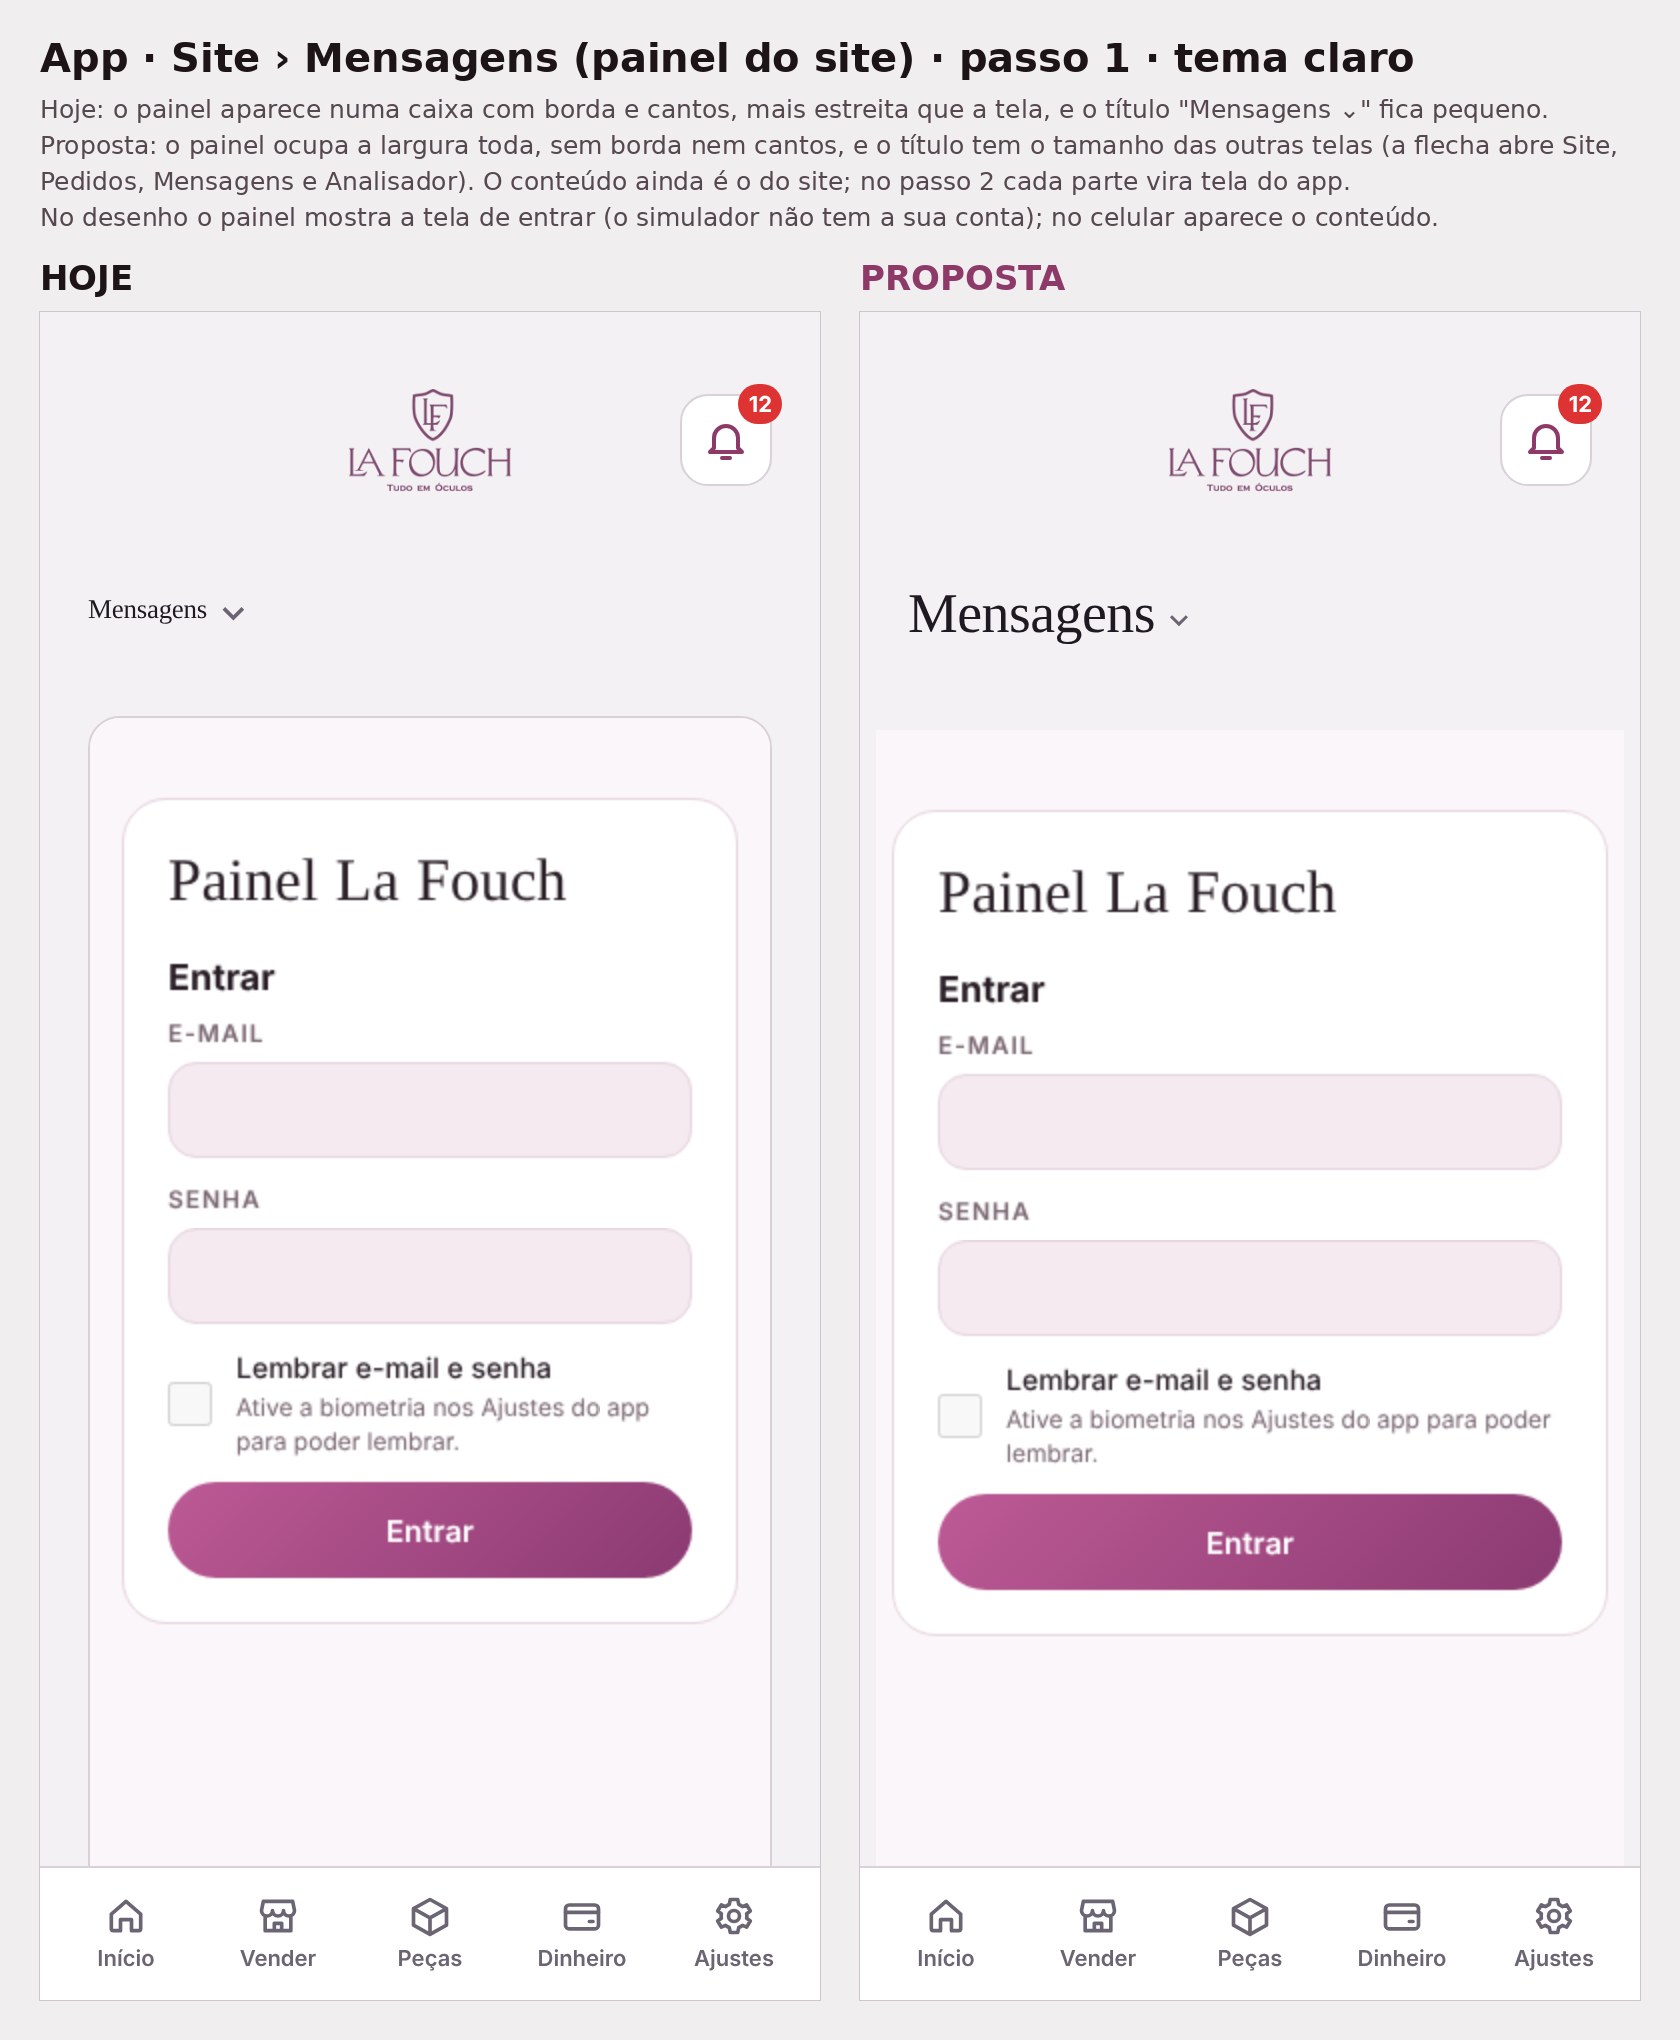 App · Site › Mensagens (painel do site) · passo 1 · tema claro
Hoje: o painel aparece numa caixa com borda e cantos, mais estreita que a tela, e o título "Mensagens ⌄" fica pequeno.
Proposta: o painel ocupa a largura toda, sem borda nem cantos, e o título tem o tamanho das outras telas (a flecha abre Site,
Pedidos, Mensagens e Analisador). O conteúdo ainda é o do site; no passo 2 cada parte vira tela do app.
No desenho o painel mostra a tela de entrar (o simulador não tem a sua conta); no celular aparece o conteúdo.
HOJE
LF
LA FOUCH
TUDO EM ÓCULOS
12
Mensagens
Painel La Fouch
Entrar
E-MAIL
SENHA
Lembrar e-mail e senha
Ative a biometria nos Ajustes do app
para poder lembrar.
Entrar
Início Vender Peças Dinheiro Ajustes
PROPOSTA
LF
LA FOUCH
TUDO EM ÓCULOS
12
Mensagens
Painel La Fouch
Entrar
E-MAIL
SENHA
Lembrar e-mail e senha
Ative a biometria nos Ajustes do app para poder
lembrar.
Entrar
Início Vender Peças Dinheiro Ajustes